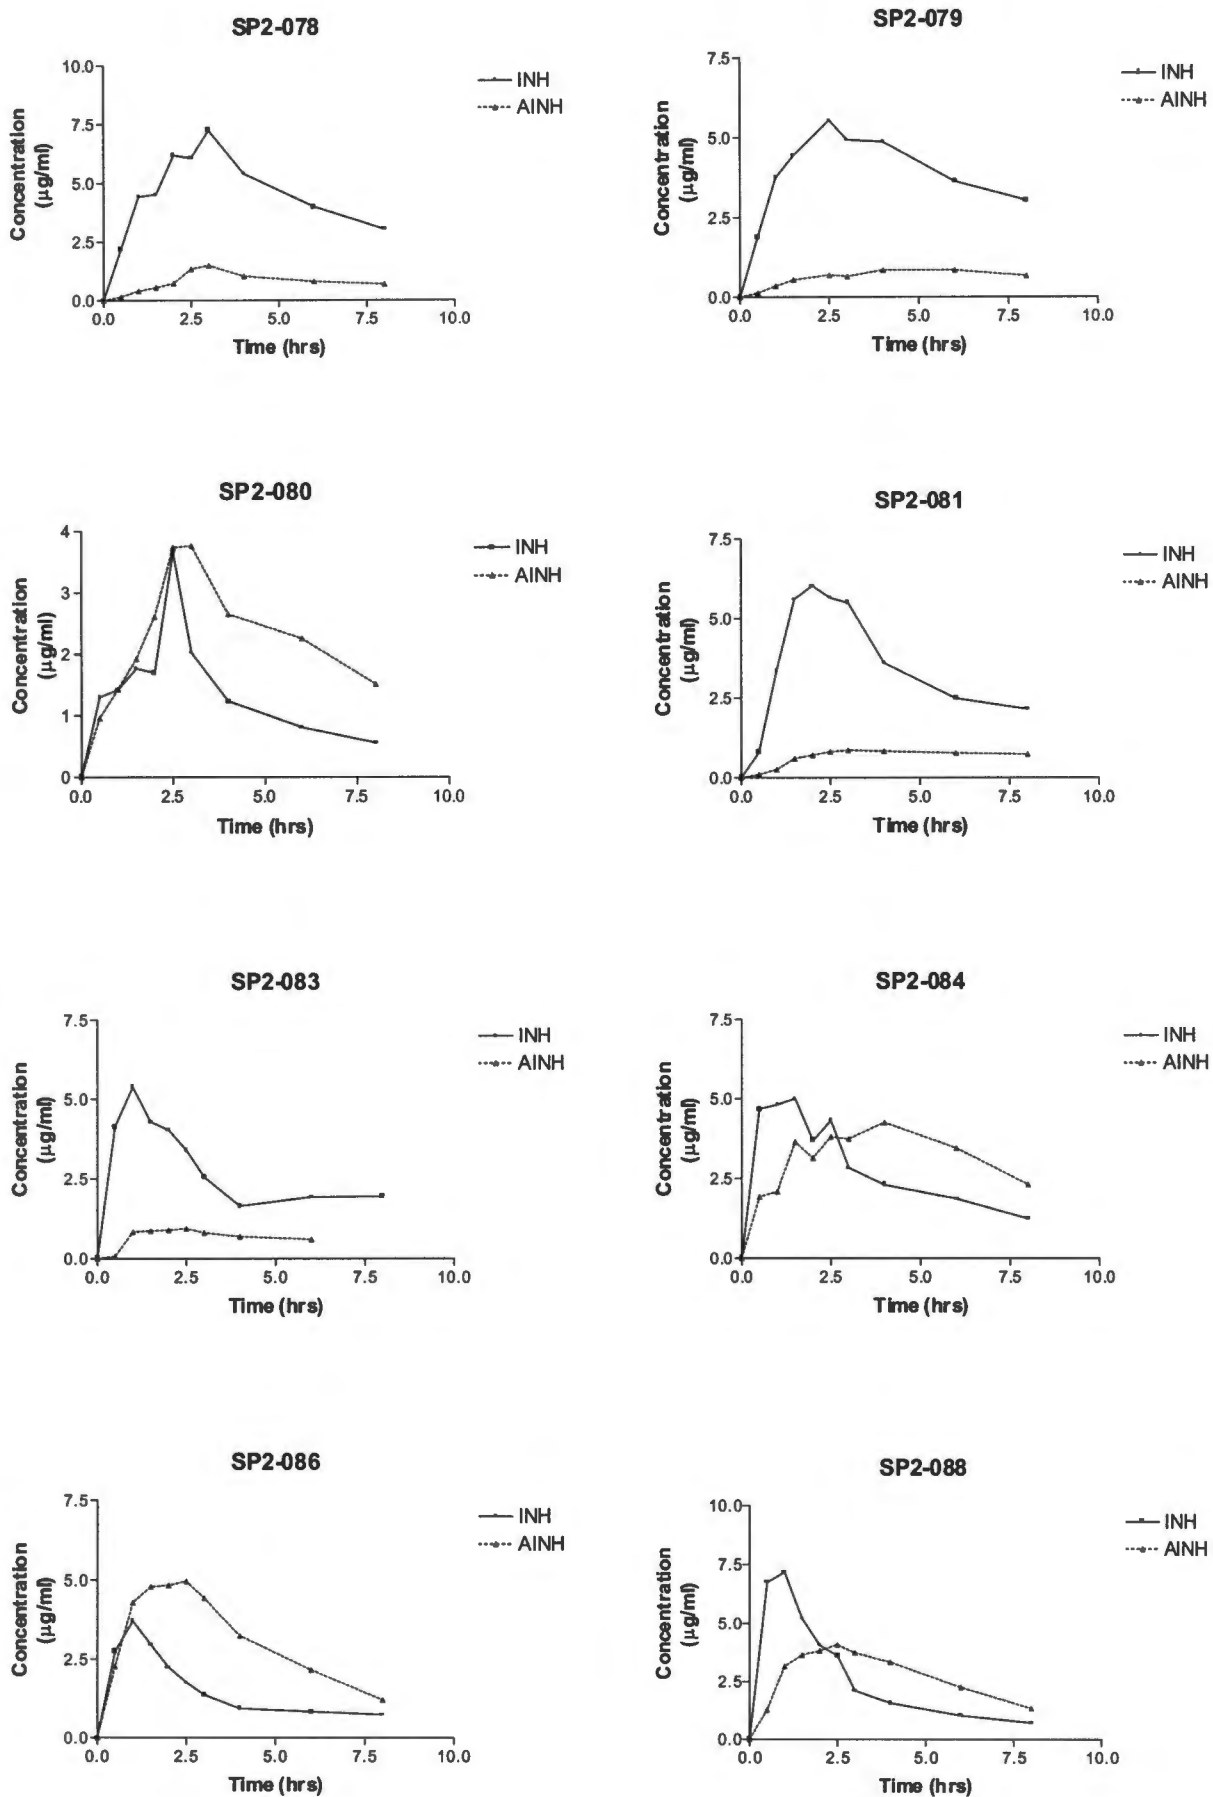 SP2-078
10.0
7.5
5.0
2.5
0.0
Concentration
(μg/ml)
0.0 2.5 5.0 7.5 10.0
Time (hrs)
INH
AINH
SP2-079
7.5
5.0
2.5
0.0
Concentration
(μg/ml)
0.0 2.5 5.0 7.5 10.0
Time (hrs)
INH
AINH
SP2-080
4
3
2
1
0
Concentration
(μg/ml)
0.0 2.5 5.0 7.5 10.0
Time (hrs)
INH
AINH
SP2-081
7.5
5.0
2.5
0.0
Concentration
(μg/ml)
0.0 2.5 5.0 7.5 10.0
Time (hrs)
INH
AINH
SP2-083
7.5
5.0
2.5
0.0
Concentration
(μg/ml)
0.0 2.5 5.0 7.5 10.0
Time (hrs)
INH
AINH
SP2-084
7.5
5.0
2.5
0.0
Concentration
(μg/ml)
0.0 2.5 5.0 7.5 10.0
Time (hrs)
INH
AINH
SP2-086
7.5
5.0
2.5
0.0
Concentration
(μg/ml)
0.0 2.5 5.0 7.5 10.0
Time (hrs)
INH
AINH
SP2-088
10.0
7.5
5.0
2.5
0.0
Concentration
(μg/ml)
0.0 2.5 5.0 7.5 10.0
Time (hrs)
INH
AINH